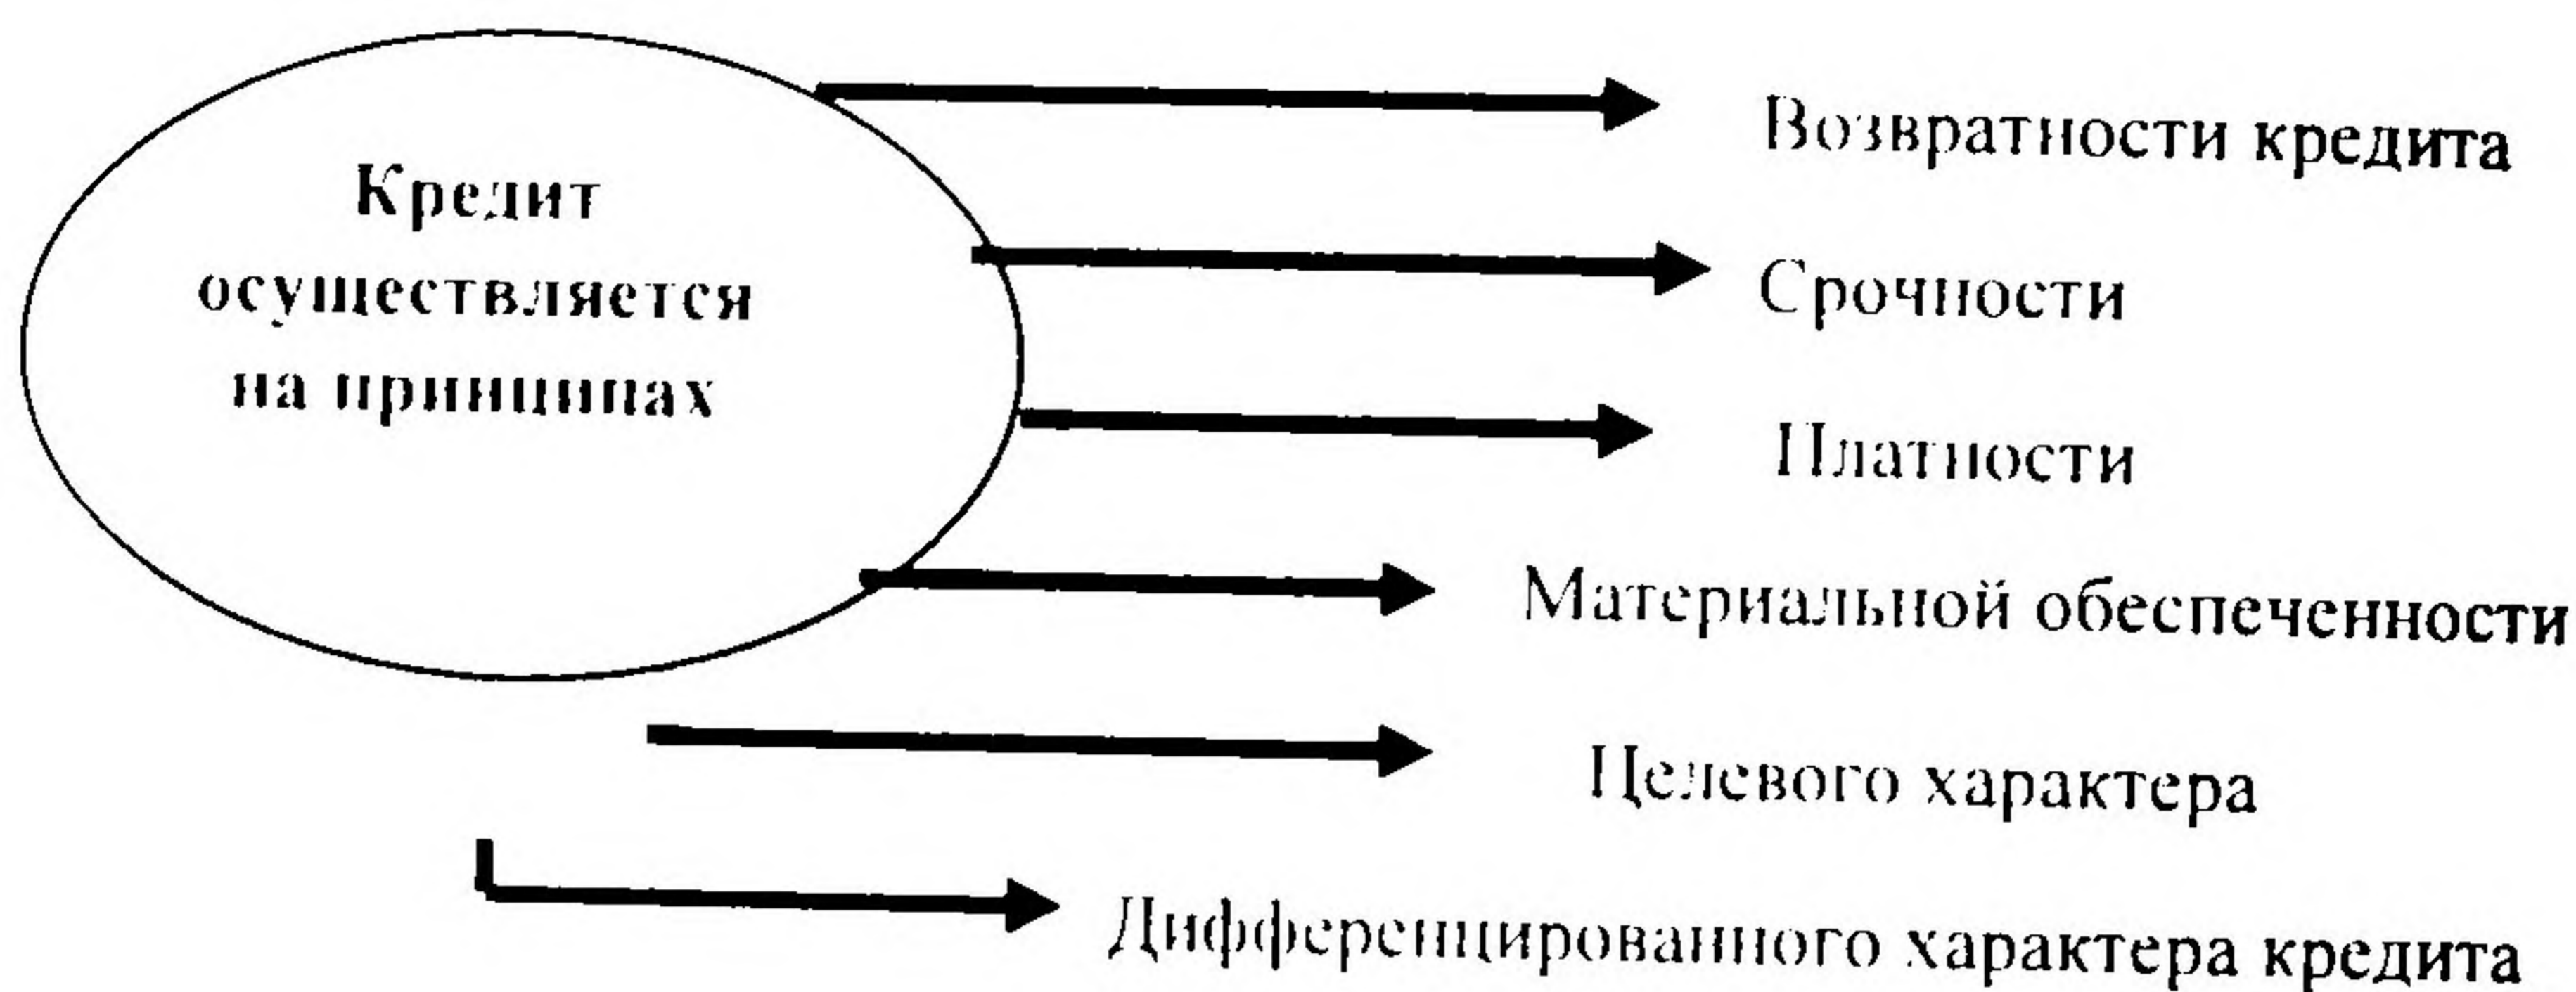 Кредит
осуществляется
на принципах
Возвратности кредита
Срочности
Платности
Материальной обеспеченности
Целевого характера
Дифференцированного характера кредита